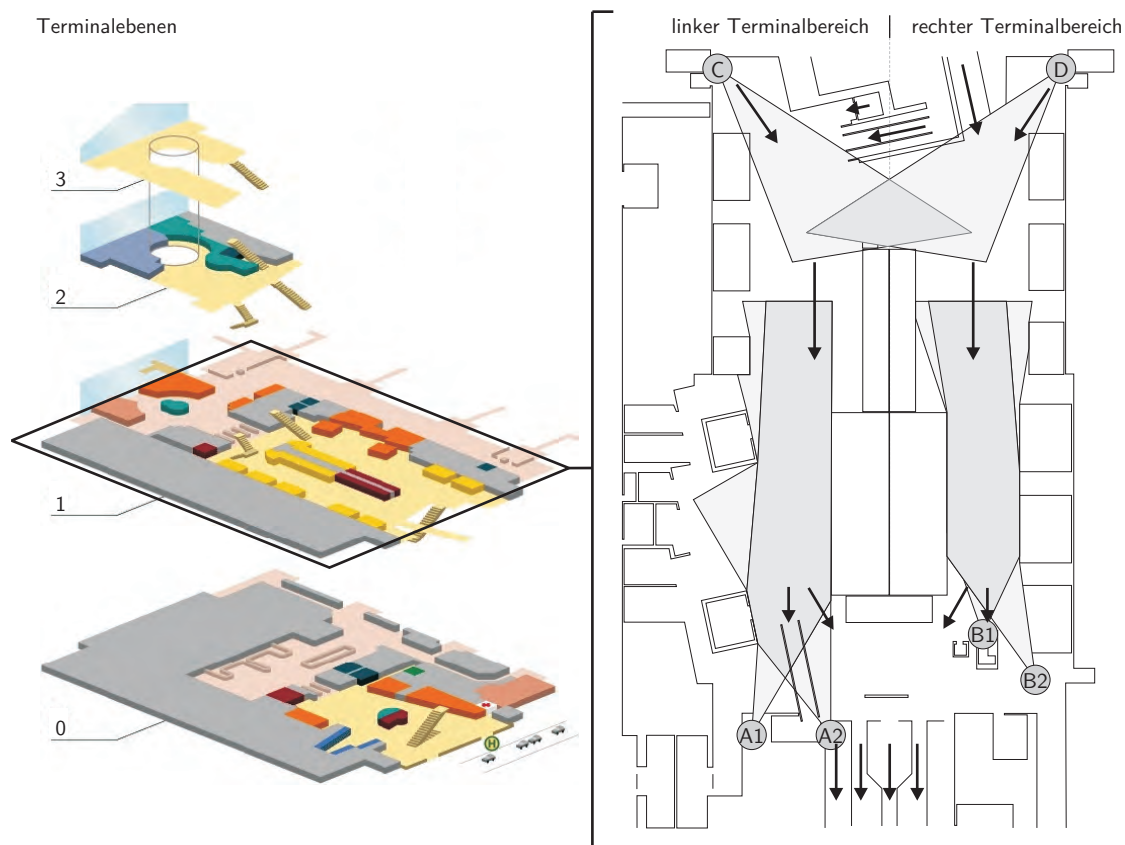 Terminalebenen
linker Terminalbereich
rechter Terminalbereich
C
D
3
2
1
0
H
B1
B2
A1
A2